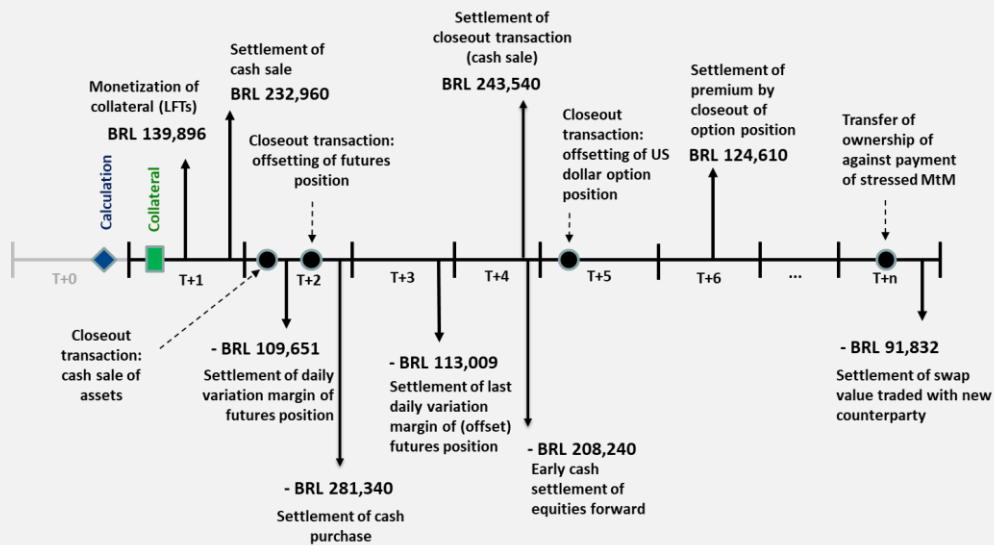 Settlement of
closeout transaction
(cash sale)
BRL 243,540
Settlement of
cash sale
BRL 232,960
Settlement of
premium by
closeout of
option position
BRL 124,610
Monetization of
collateral (LFTs)
BRL 139,896
Closeout
transaction:
offsetting of US
dollar option
position
Transfer of
ownership of
against payment
of stressed MtM
Closeout transaction:
offsetting of futures
position
Calculation
Collateral
T+0
T+1
T+2
T+3
T+4
T+5
T+6
...
T+n
Closeout
transaction:
cash sale of
assets
- BRL 109,651
Settlement of daily
variation margin of
futures position
- BRL 281,340
Settlement of cash
purchase
- BRL 113,009
Settlement of last
daily variation
margin of (offset)
futures position
- BRL 208,240
Early cash
settlement of
equities forward
- BRL 91,832
Settlement of swap
value traded with new
counterparty